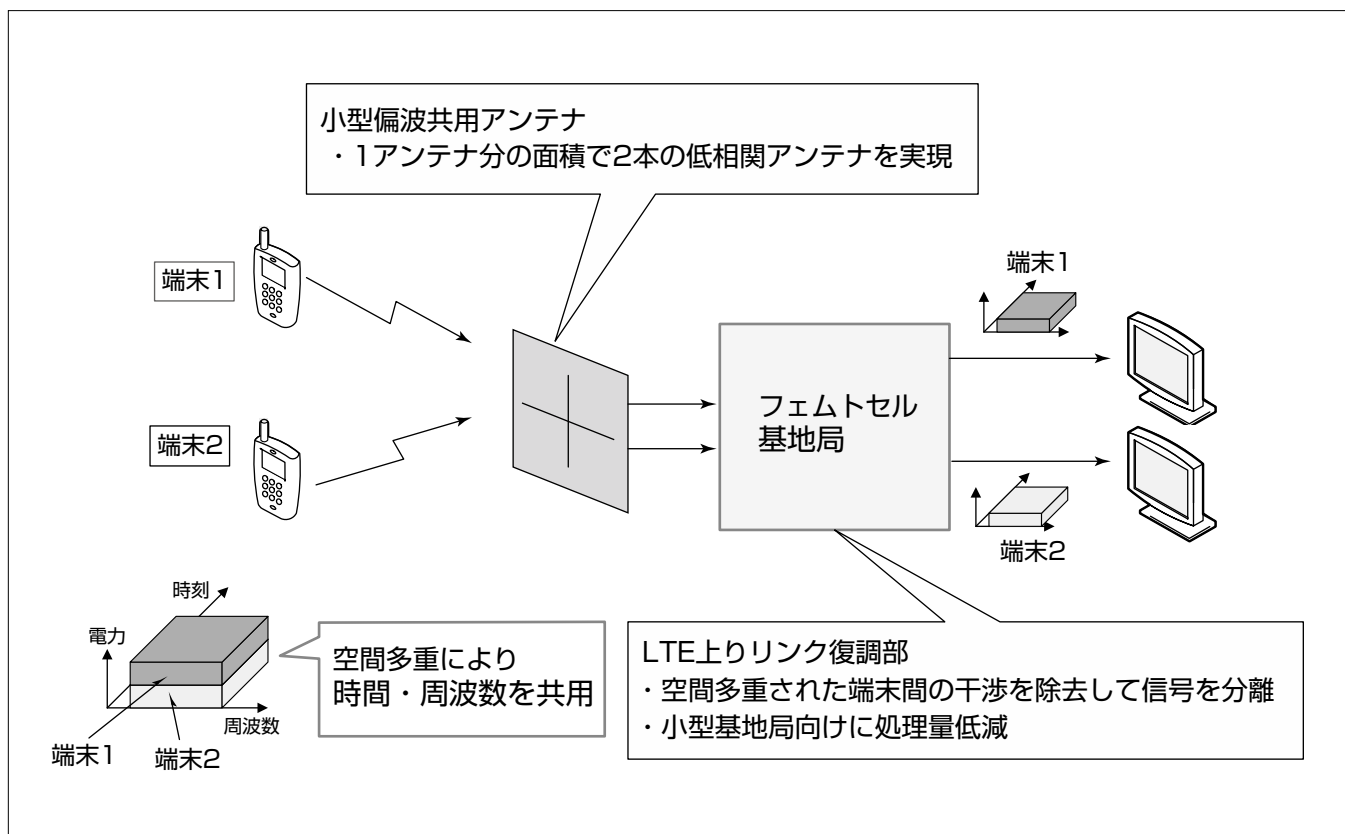 小型偏波共用アンテナ
・1アンテナ分の面積で2本の低相関アンテナを実現
端末1
端末2
フェムトセル
基地局
端末1
端末2
時刻
電力
周波数
端末1
端末2
空間多重により
時間・周波数を共用
LTE上りリンク復調部
・空間多重された端末間の干渉を除去して信号を分離
・小型基地局向けに処理量低減